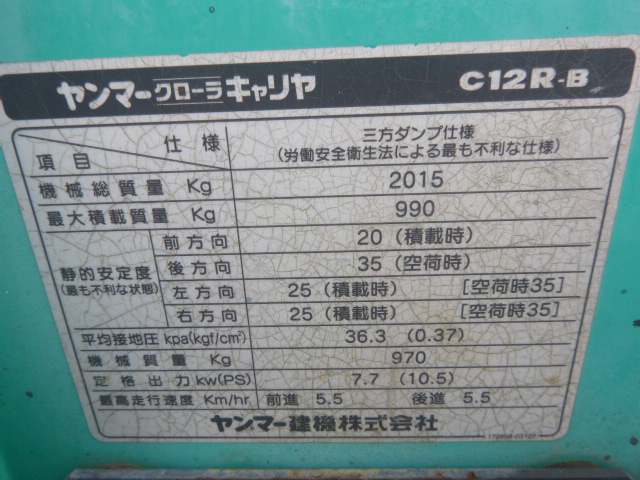 ヤンマークローラキャリヤ C12R-B
仕様 三方ダンプ仕様
項目 (労働安全衛生法による最も不利な仕様)
機械総質量 Kg 2015
最大積載質量 Kg 990
静的安定度 (最も不利な状態) 前方向 20 (積載時)
後方向 35 (空荷時)
左方向 25 (積載時) [空荷時35]
右方向 25 (積載時) [空荷時35]
平均接地圧 kpa(kgf/cm²) 36.3 (0.37)
機械質量 Kg 970
定格出力 kw(PS) 7.7 (10.5)
最高走行速度 Km/hr 前進 5.5 後進 5.5
ヤンマー建機株式会社